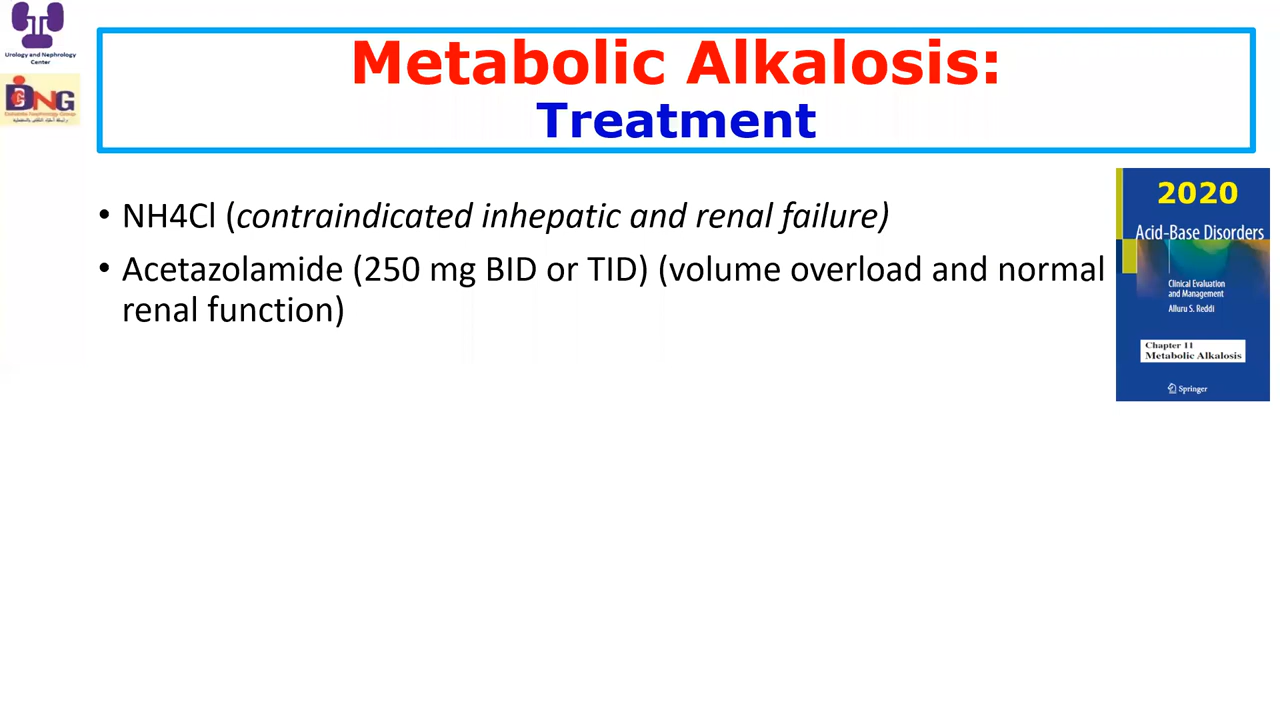 Urology and Nephrology
Center
DNG
Metabolic Alkalosis:
Treatment
• NH4Cl (contraindicated inhepatic and renal failure)
• Acetazolamide (250 mg BID or TID) (volume overload and normal
renal function)
2020
Acid-Base Disorders
Clinical Evaluation
and Management
Alluru S. Reddi
Chapter 11
Metabolic Alkalosis
Springer